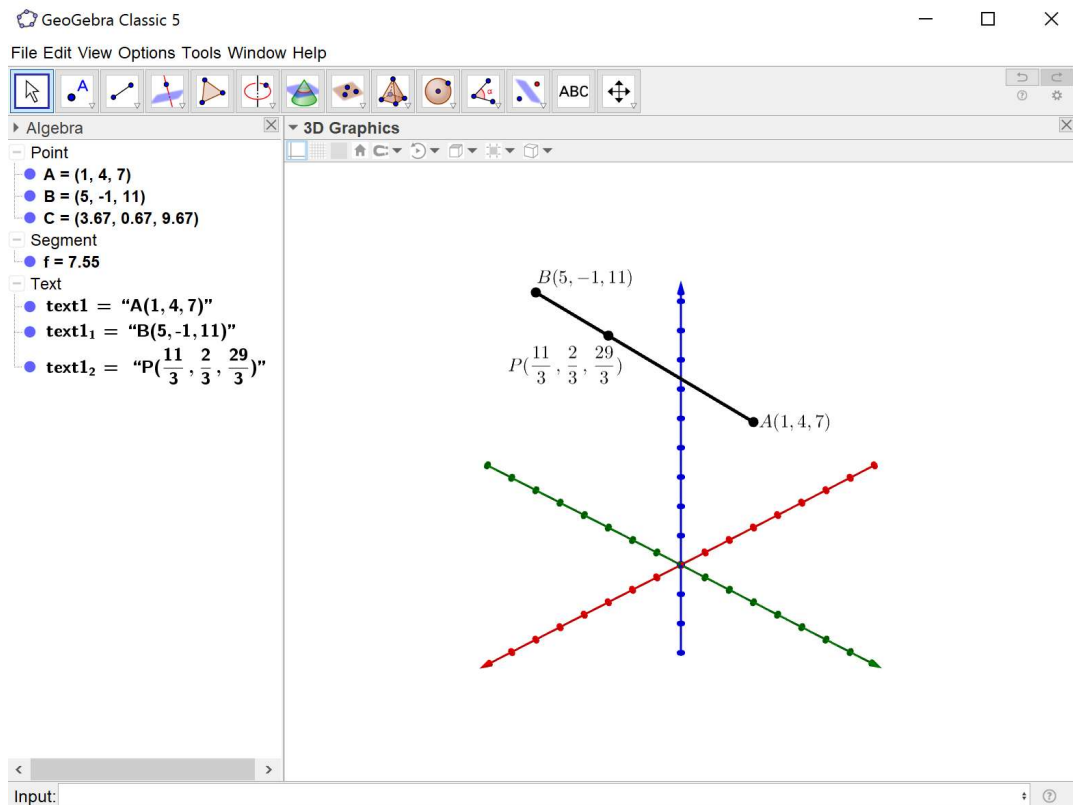 GeoGebra Classic 5
File Edit View Options Tools Window Help
A
α
ABC
Algebra
3D Graphics
Point
A = (1, 4, 7)
B = (5, -1, 11)
C = (3.67, 0.67, 9.67)
Segment
f = 7.55
Text
text1 = “A(1, 4, 7)”
text1₁ = “B(5, -1, 11)”
text1₂ = “P(11/3, 2/3, 29/3)”
B(5, −1, 11)
P(11/3, 2/3, 29/3)
A(1, 4, 7)
Input: